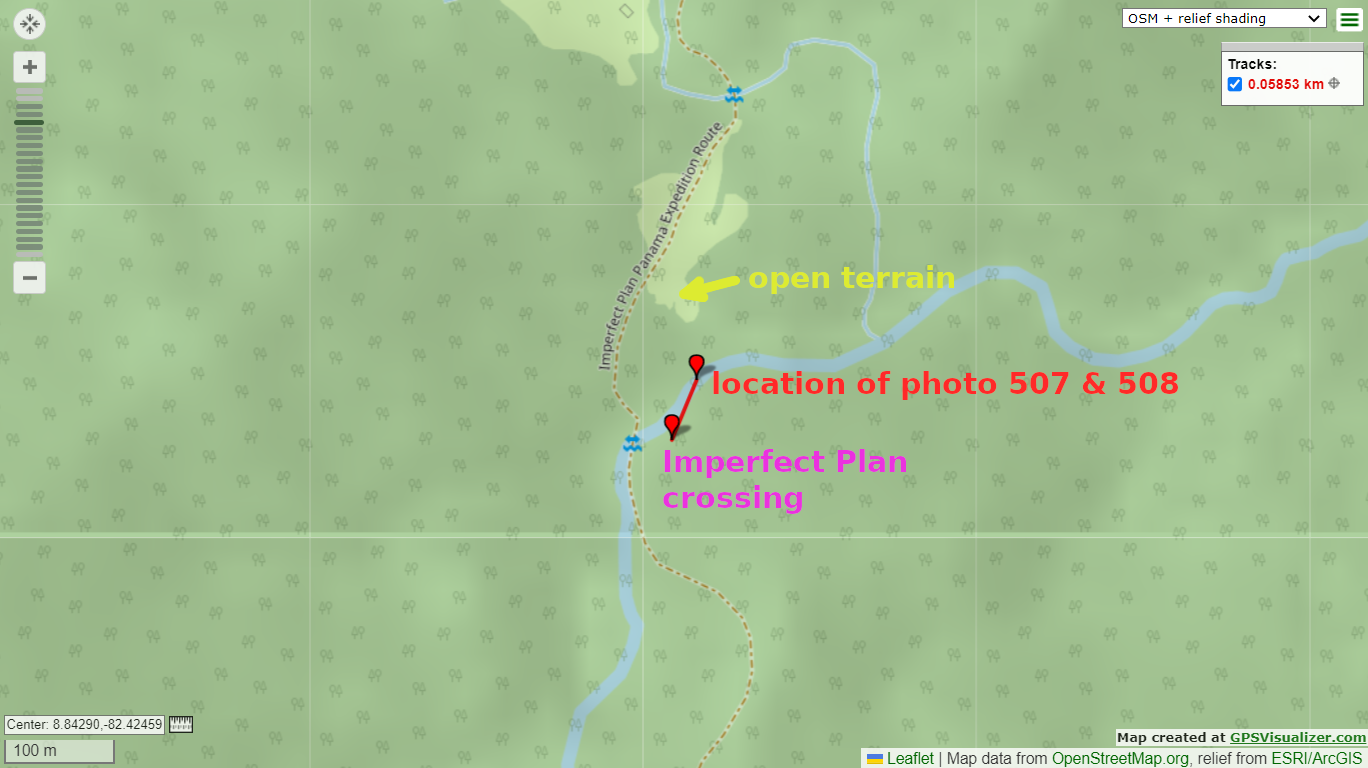 OSM + relief shading
Tracks:
0.05853 km
Imperfect Plan Panama Expedition Route
open terrain
location of photo 507 & 508
Imperfect Plan
crossing
Center: 8.84290,-82.42459
100 m
Map created at GPSVisualizer.com
Leaflet | Map data from OpenStreetMap.org, relief from ESRI/ArcGIS